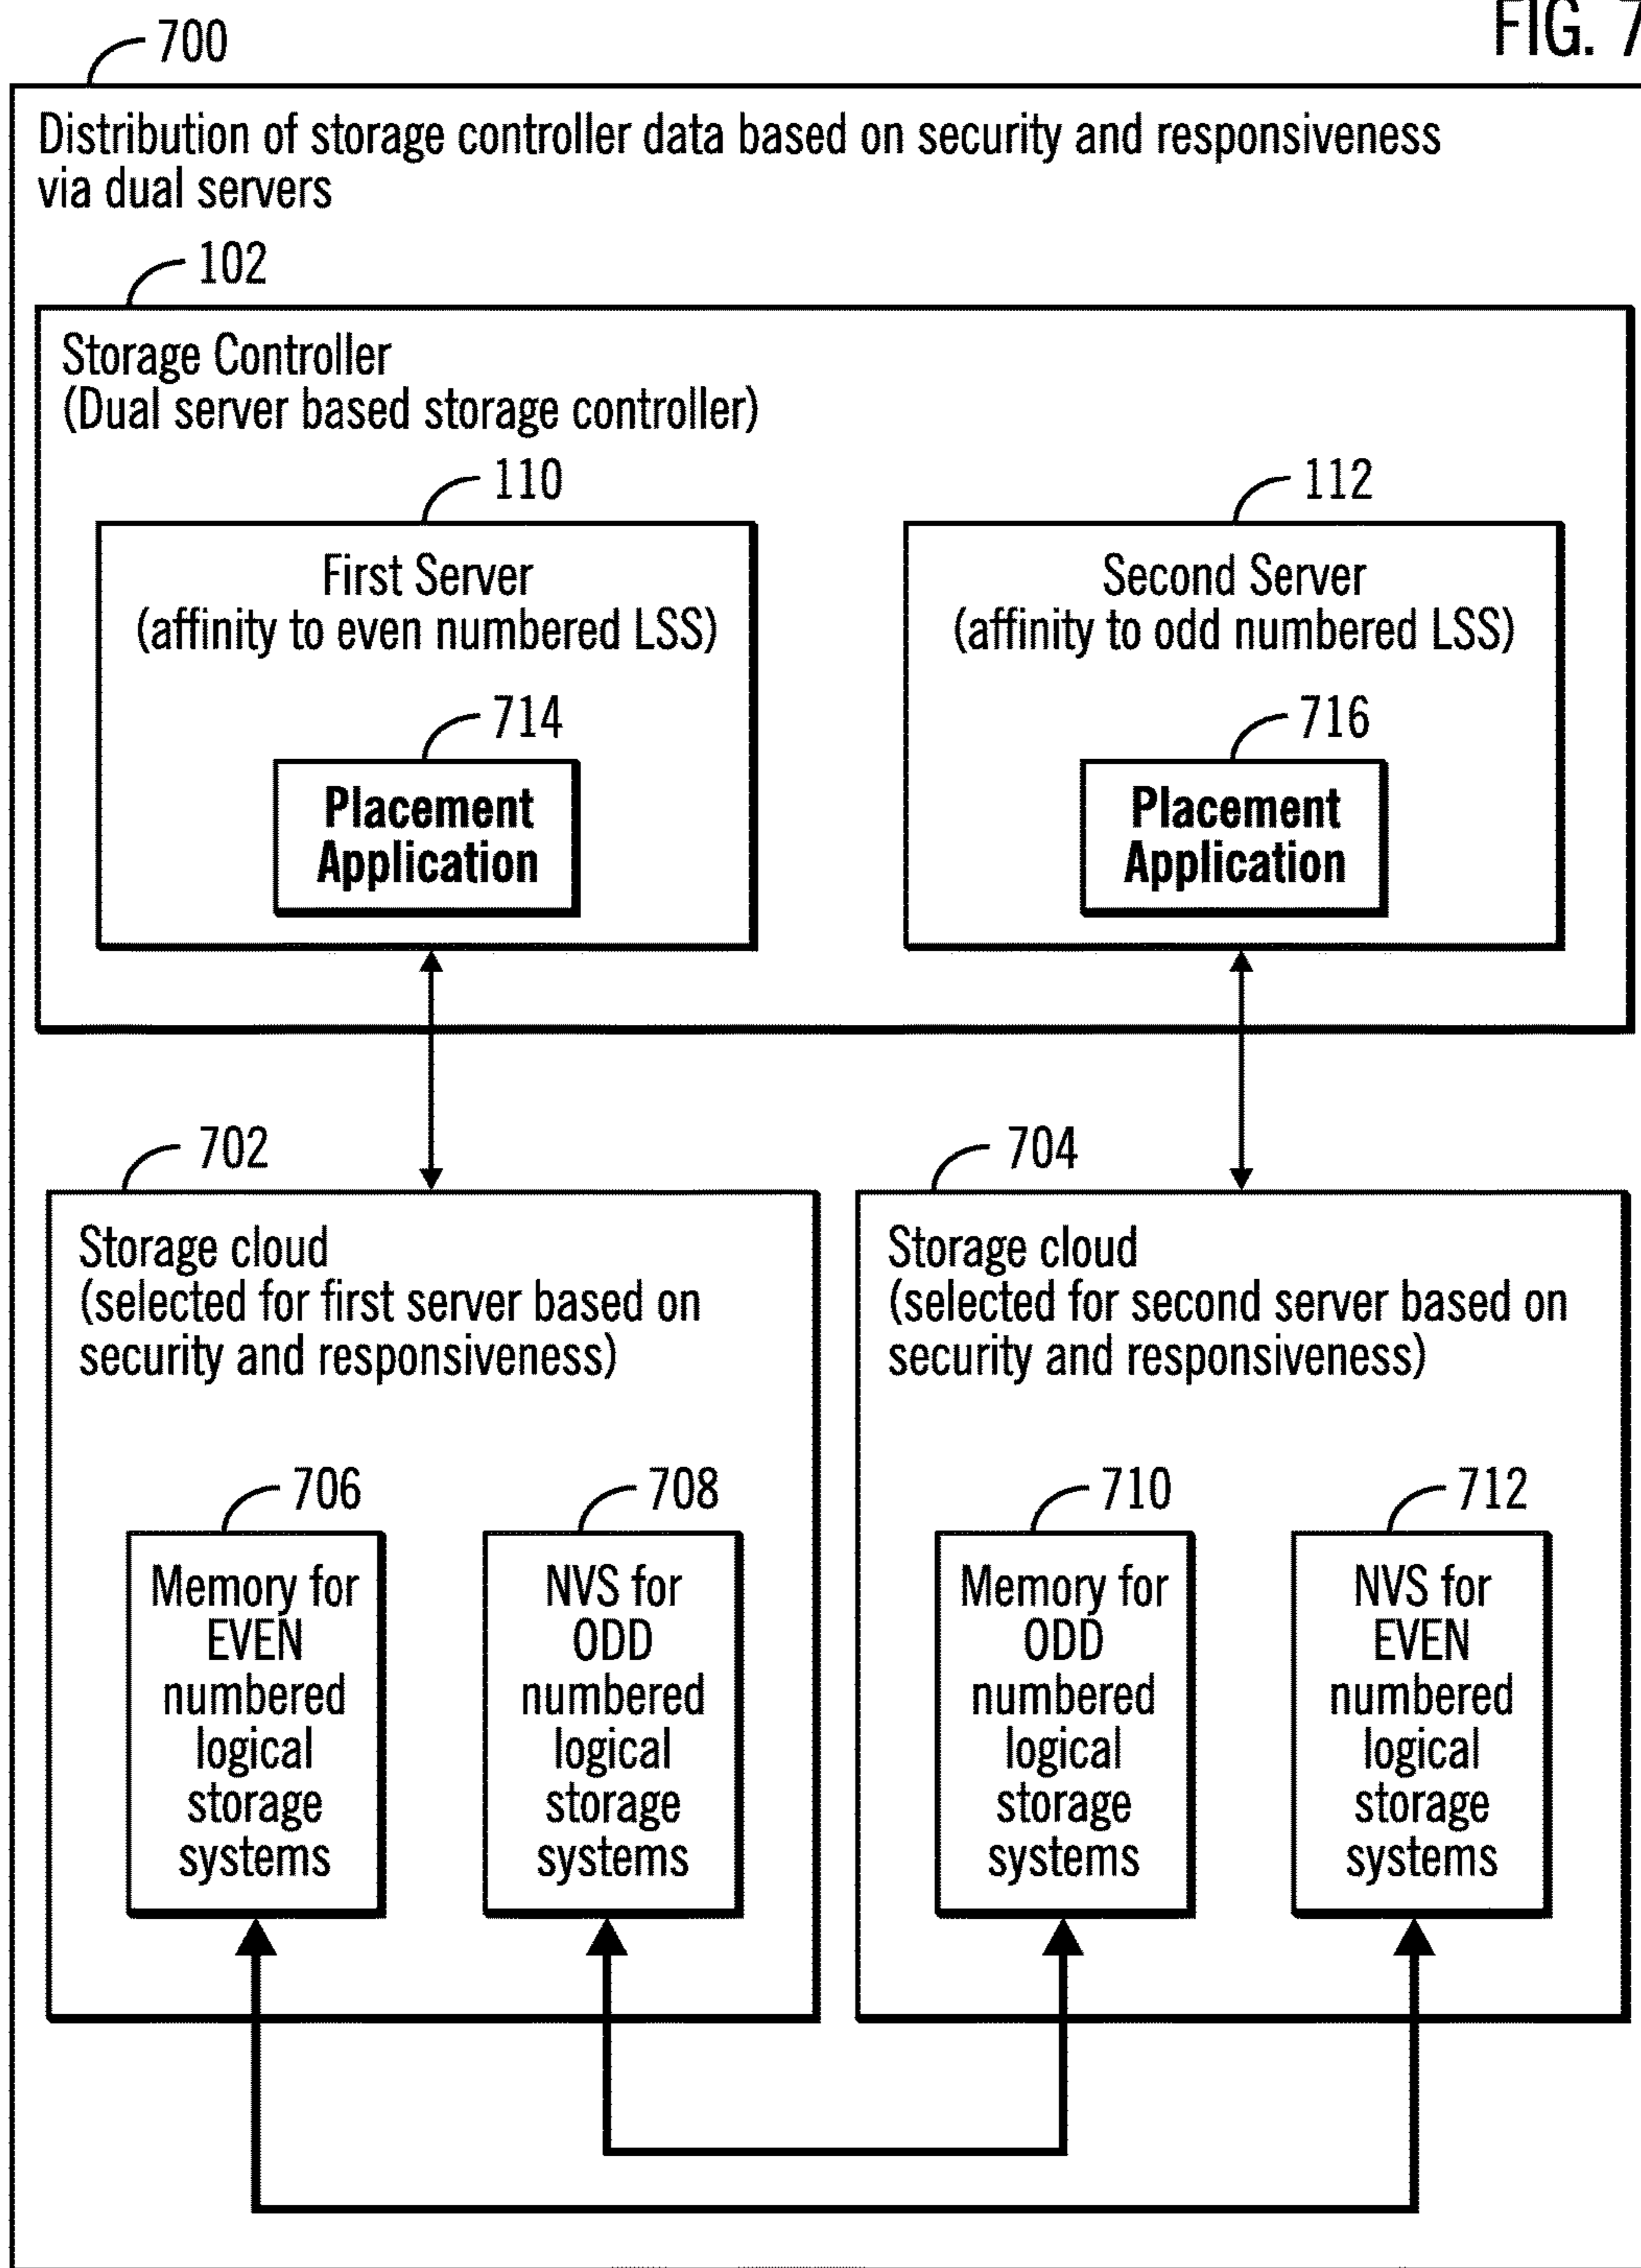 FIG. 7
700
Distribution of storage controller data based on security and responsiveness
via dual servers
102
Storage Controller
(Dual server based storage controller)
110
First Server
(affinity to even numbered LSS)
714
Placement
Application
112
Second Server
(affinity to odd numbered LSS)
716
Placement
Application
702
Storage cloud
(selected for first server based on
security and responsiveness)
706
Memory for
EVEN
numbered
logical
storage
systems
708
NVS for
ODD
numbered
logical
storage
systems
704
Storage cloud
(selected for second server based on
security and responsiveness)
710
Memory for
ODD
numbered
logical
storage
systems
712
NVS for
EVEN
numbered
logical
storage
systems